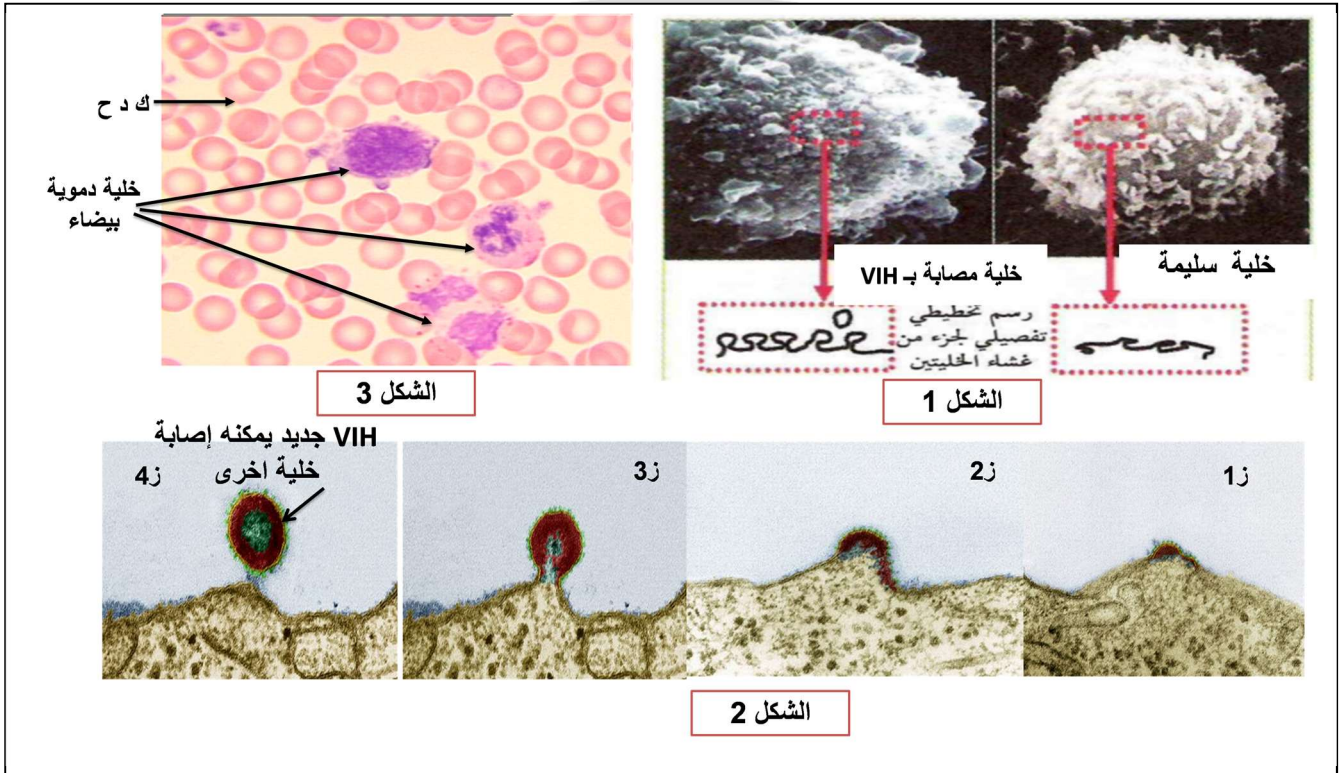 ك د ح
خلية دموية
بيضاء
الشكل 3
خلية سليمة
خلية مصابة بـ VIH
رسم تخطيطي
تفصيلي لجزء من
غشاء الخليتين
الشكل 1
ز1
ز2
ز3
ز4
VIH جديد يمكنه إصابة
خلية اخرى
الشكل 2